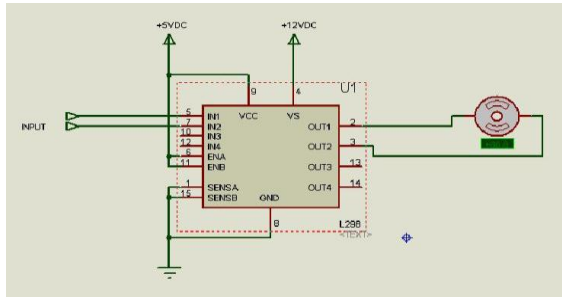 +5VDC +12VDC
9 4 U1
INPUT
5 IN1 VCC VS OUT1 2
7 IN2 OUT2 3
10 IN3 OUT3 13
12 IN4 OUT4 14
6 ENA
11 ENB
1 SENSA
15 SENSB GND
8
L298
<TEXT>